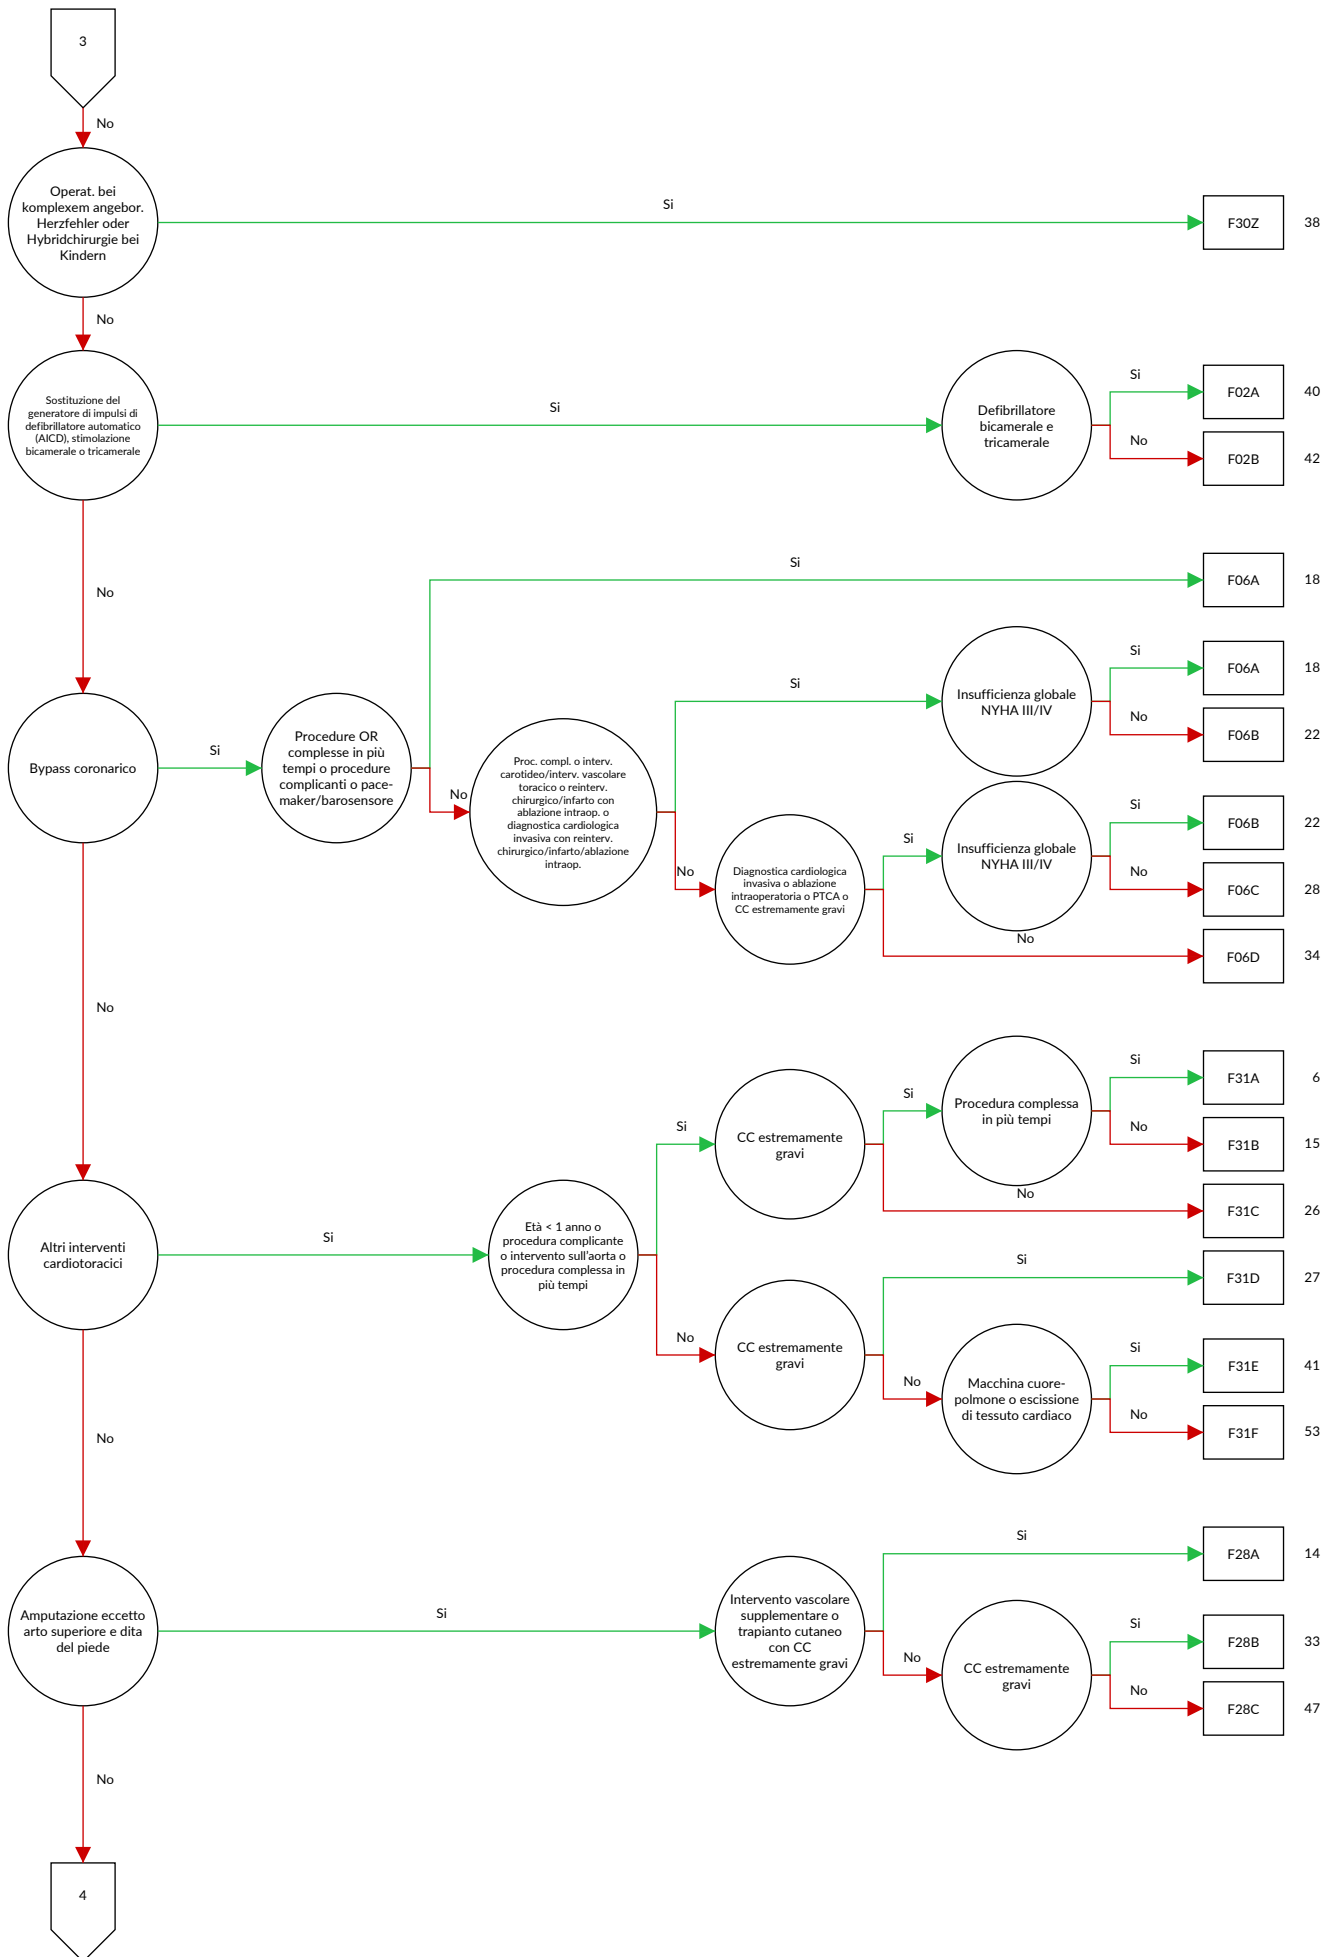 3
No
Operat. bei
komplexem angebor.
Herzfehler oder
Hybridchirurgie bei
Kindern
Si
F30Z
38
No
Sostituzione del
generatore di impulsi di
defibrillatore automatico
(AICD), stimolazione
bicamerale o tricamerale
Si
Defibrillatore
bicamerale e
tricamerale
Si
F02A
40
No
F02B
42
No
Bypass coronarico
Si
Procedure OR
complesse in più
tempi o procedure
complicanti o pace-
maker/barosensore
Si
F06A
18
No
Proc. compl. o interv.
carotideo/interv. vascolare
toracico o reinterv.
chirurgico/infarto con
ablazione intraop. o
diagnostica cardiologica
invasiva con reinterv.
chirurgico/infarto/ablazione
intraop.
Si
Insufficienza globale
NYHA III/IV
Si
F06A
18
No
F06B
22
No
Diagnostica cardiologica
invasiva o ablazione
intraoperatoria o PTCA o
CC estremamente gravi
Si
Insufficienza globale
NYHA III/IV
Si
F06B
22
No
F06C
28
No
F06D
34
No
Altri interventi
cardiotoracici
Si
Età < 1 anno o
procedura complicante
o intervento sull'aorta o
procedura complessa in
più tempi
Si
CC estremamente
gravi
Si
Procedura complessa
in più tempi
Si
F31A
6
No
F31B
15
No
F31C
26
No
CC estremamente
gravi
Si
F31D
27
No
Macchina cuore-
polmone o escissione
di tessuto cardiaco
Si
F31E
41
No
F31F
53
No
Amputazione eccetto
arto superiore e dita
del piede
Si
Intervento vascolare
supplementare o
trapianto cutaneo
con CC
estremamente gravi
Si
F28A
14
No
CC estremamente
gravi
Si
F28B
33
No
F28C
47
No
4